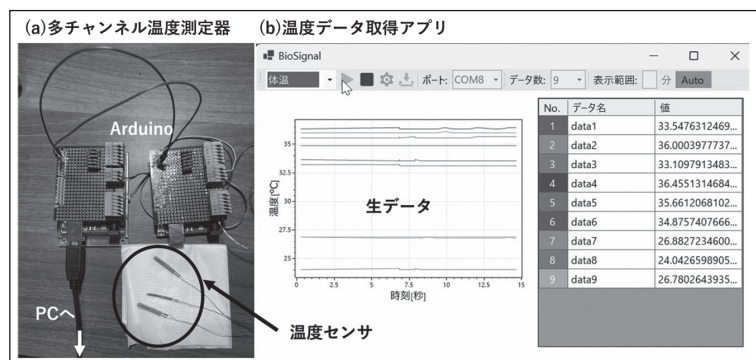 (a)多チャンネル温度測定器
(b)温度データ取得アプリ
Arduino
PCへ
温度センサ
BioSignal
体温 ポート: COM8 データ数: 9 表示範囲: 分 Auto
温度[℃]
35
32.5
30
27.5
25
生データ
0 2.5 5 7.5 10 12.5 15
時刻[秒]
No. データ名 値
1 data1 33.5476312469...
2 data2 36.0003977737...
3 data3 33.1097913483...
4 data4 36.4551314684...
5 data5 35.6612068102...
6 data6 34.8757407666...
7 data7 26.8827234600...
8 data8 24.0426598905...
9 data9 26.7802643935...